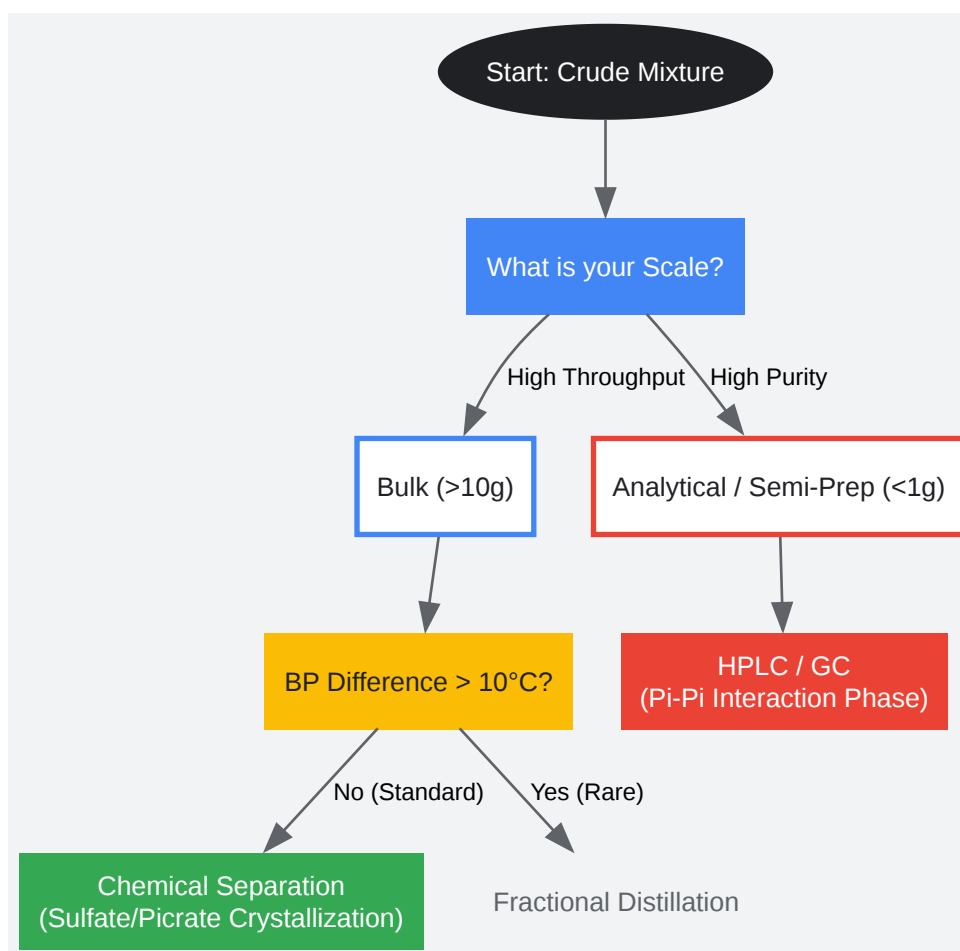 Start: Crude Mixture
What is your Scale?
High Throughput
High Purity
Bulk (>10g)
Analytical / Semi-Prep (<1g)
BP Difference > 10°C?
HPLC / GC
(Pi-Pi Interaction Phase)
No (Standard)
Yes (Rare)
Chemical Separation
(Sulfate/Picrate Crystallization)
Fractional Distillation